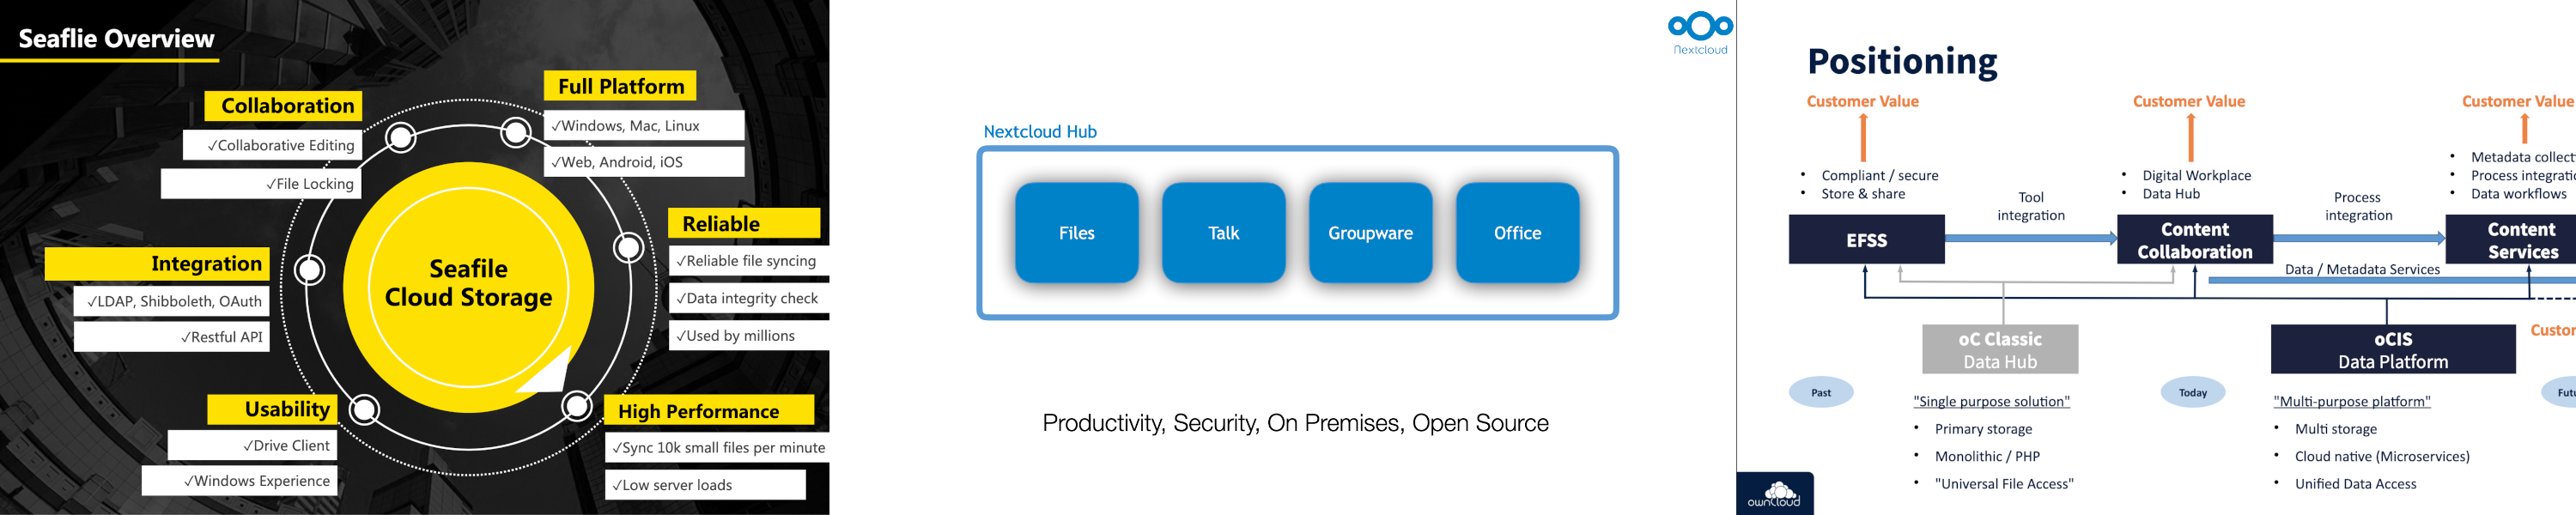 Seaflie Overview
Collaboration
✓Collaborative Editing
✓File Locking
Full Platform
✓Windows, Mac, Linux
✓Web, Android, iOS
Integration
✓LDAP, Shibboleth, OAuth
✓Restful API
Seafile
Cloud Storage
Reliable
✓Reliable file syncing
✓Data integrity check
✓Used by millions
Usability
✓Drive Client
✓Windows Experience
High Performance
✓Sync 10k small files per minute
✓Low server loads
Nextcloud
Nextcloud Hub
Files
Talk
Groupware
Office
Productivity, Security, On Premises, Open Source
Positioning
Customer Value
Customer Value
Customer Value
• Compliant / secure
• Store & share
• Digital Workplace
• Data Hub
• Metadata collecti
• Process integratio
• Data workflows
Tool
integration
Process
integration
EFSS
Content
Collaboration
Content
Services
Data / Metadata Services
oC Classic
Data Hub
oCIS
Data Platform
Custom
Past
Today
Futu
"Single purpose solution"
• Primary storage
• Monolithic / PHP
• "Universal File Access"
"Multi-purpose platform"
• Multi storage
• Cloud native (Microservices)
• Unified Data Access
ownCloud